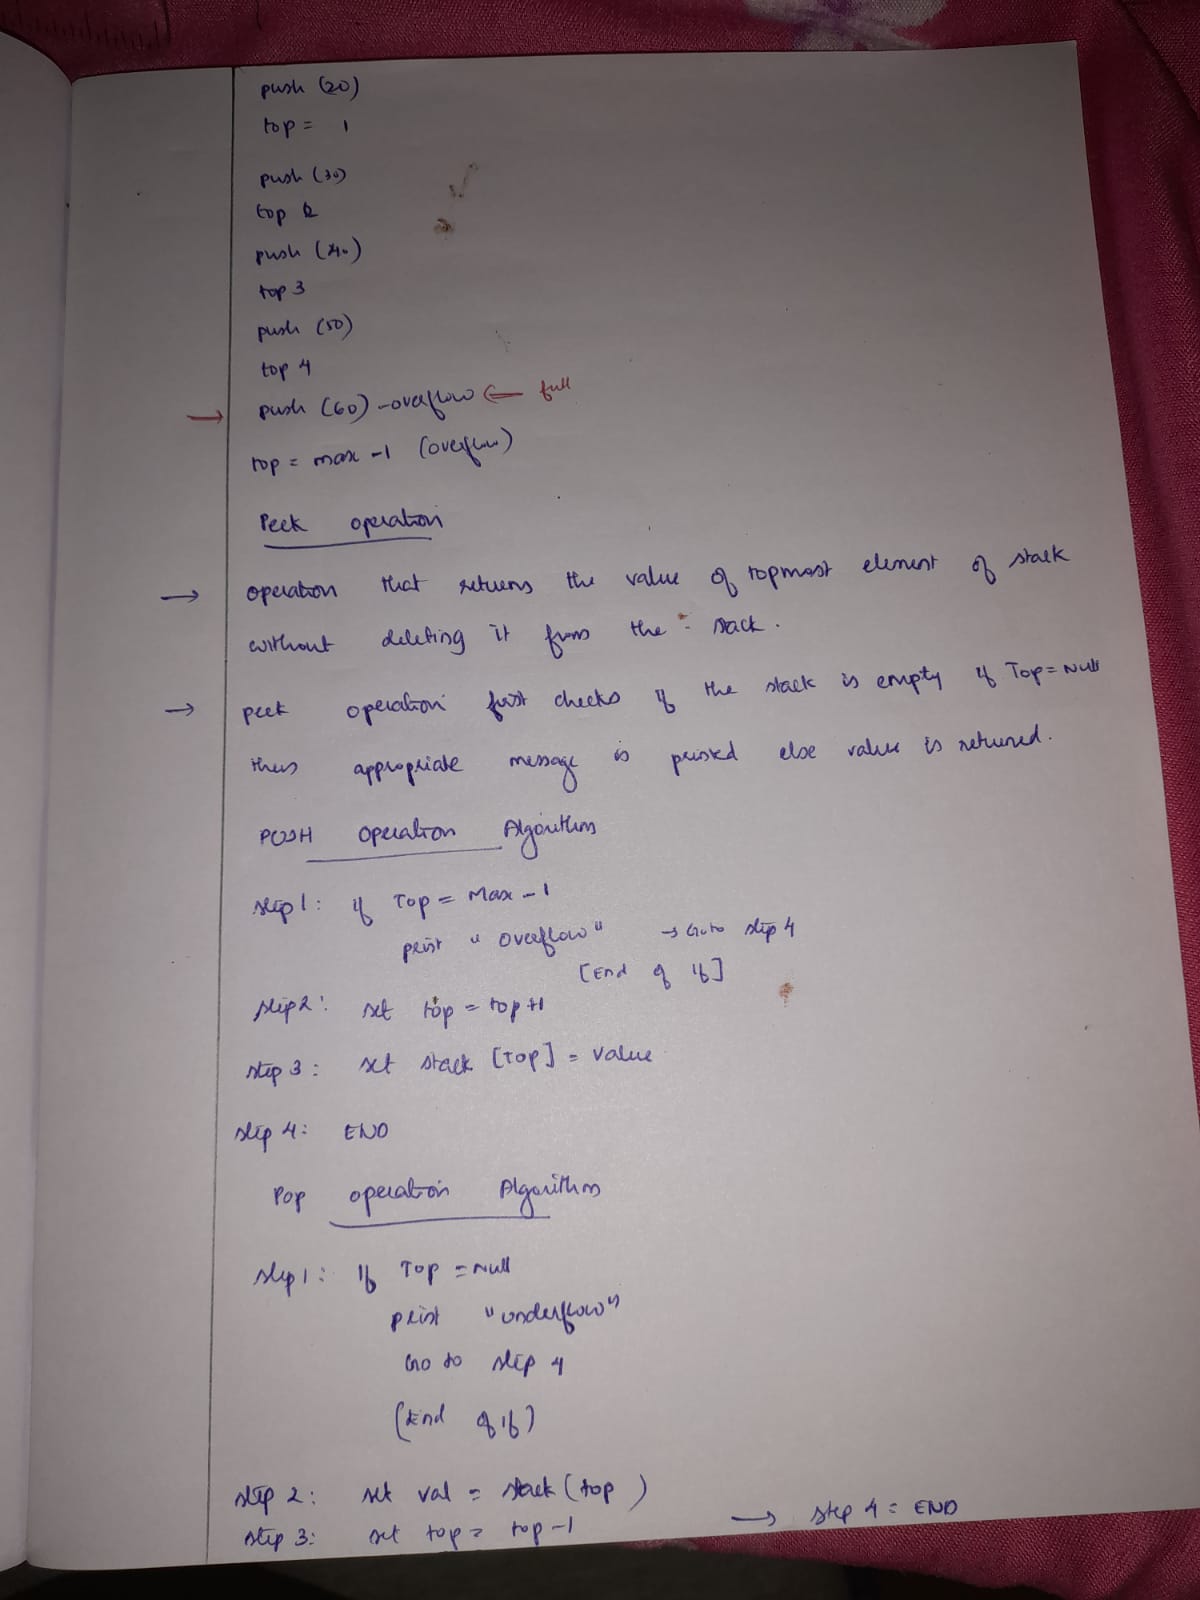 push (20)
top = 1
push (30)
top 2
push (40)
top 3
push (50)
top 4
→ push (60) - overflow ← full
top = max -1 (overflow)
Peek operation
→ operation that returns the value of topmost element of stack
without deleting it from the stack.
→ peek operation first checks if the stack is empty if Top = Null
then appropriate message is printed else value is returned.
PUSH operation Algorithm
step 1: if Top = Max - 1
print "overflow" → Goto step 4
[End of if]
step 2: set top = top+1
step 3: set stack [Top] = value
step 4: END
Pop operation Algorithm
step 1: If Top = Null
print "underflow"
Go to step 4
(End of if)
step 2: set val = stack (top)
step 3: set top = top -1 → step 4 = END